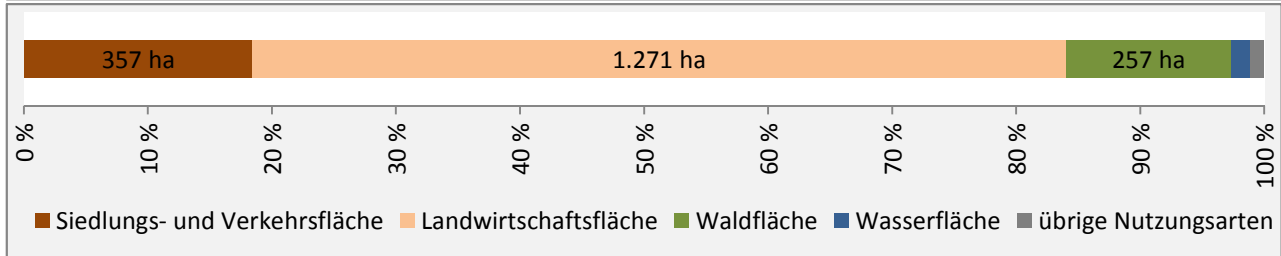 357 ha 1.271 ha 257 ha
0 % 10 % 20 % 30 % 40 % 50 % 60 % 70 % 80 % 90 % 100 %
Siedlungs- und Verkehrsfläche Landwirtschaftsfläche Waldfläche Wasserfläche übrige Nutzungsarten